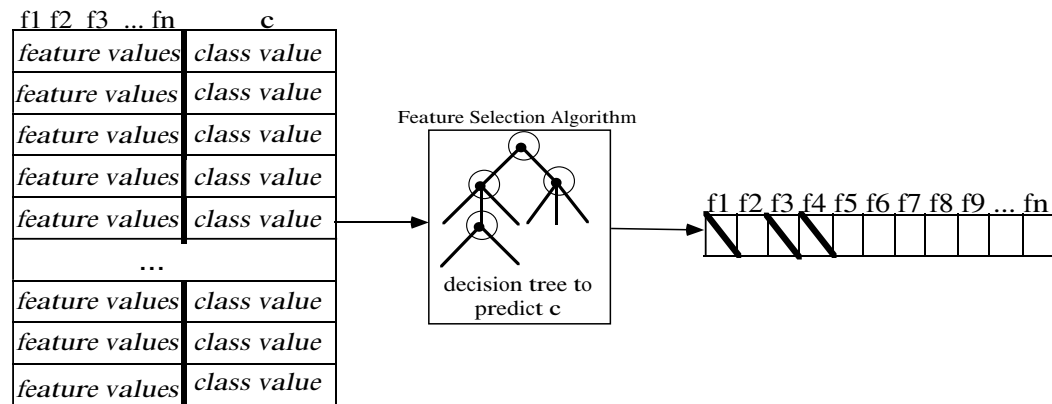 f1 f2 f3 ... fn c
feature values class value
feature values class value
feature values class value
feature values class value
feature values class value
...
feature values class value
feature values class value
feature values class value
Feature Selection Algorithm
decision tree to
predict c
f1 f2 f3 f4 f5 f6 f7 f8 f9 ... fn